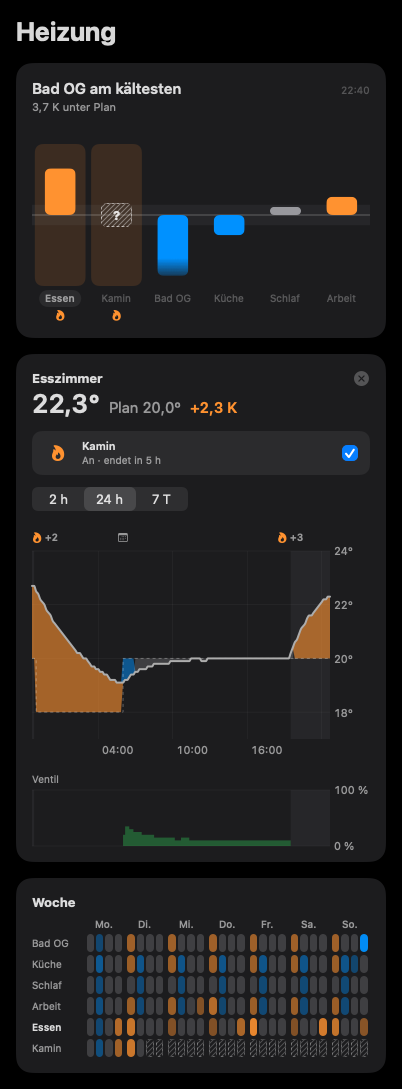 Heizung
Bad OG am kältesten
22:40
3,7 K unter Plan
?
Essen
Kamin
Bad OG
Küche
Schlaf
Arbeit
Esszimmer
22,3° Plan 20,0° +2,3 K
Kamin
An · endet in 5 h
2 h
24 h
7 T
+2
+3
24°
22°
20°
18°
04:00
10:00
16:00
Ventil
100 %
0 %
Woche
Mo.
Di.
Mi.
Do.
Fr.
Sa.
So.
Bad OG
Küche
Schlaf
Arbeit
Essen
Kamin